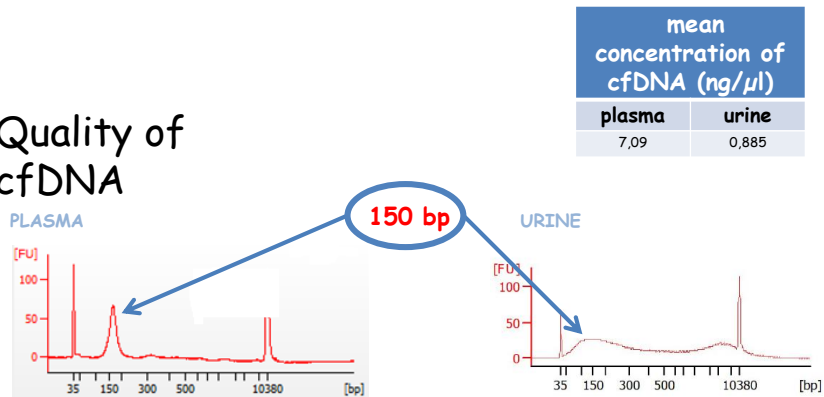 mean
concentration of
cfDNA (ng/µl)
plasma urine
7,09 0,885
Quality of
cfDNA
150 bp
PLASMA
[FU]
100
50
0
35 150 300 500 10380 [bp]
URINE
[FU]
100
50
0
35 150 300 500 10380 [bp]